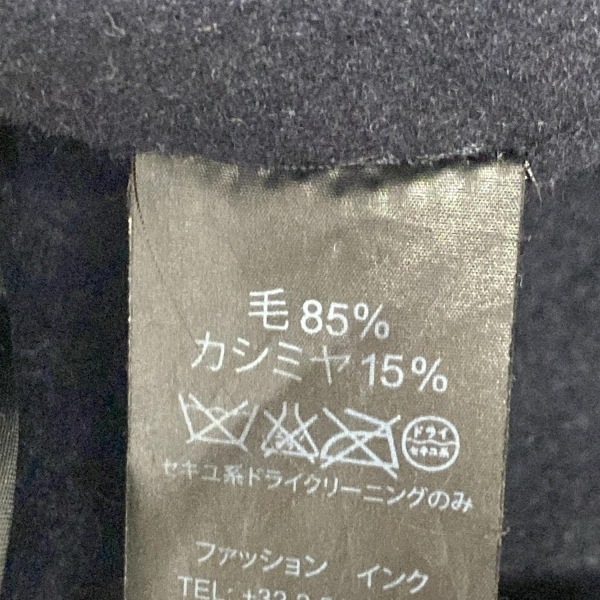 毛 85%
カシミヤ 15%
ドライ
セキユ系
セキユ系ドライクリーニングのみ
ファッション インク
TEL: +32 2